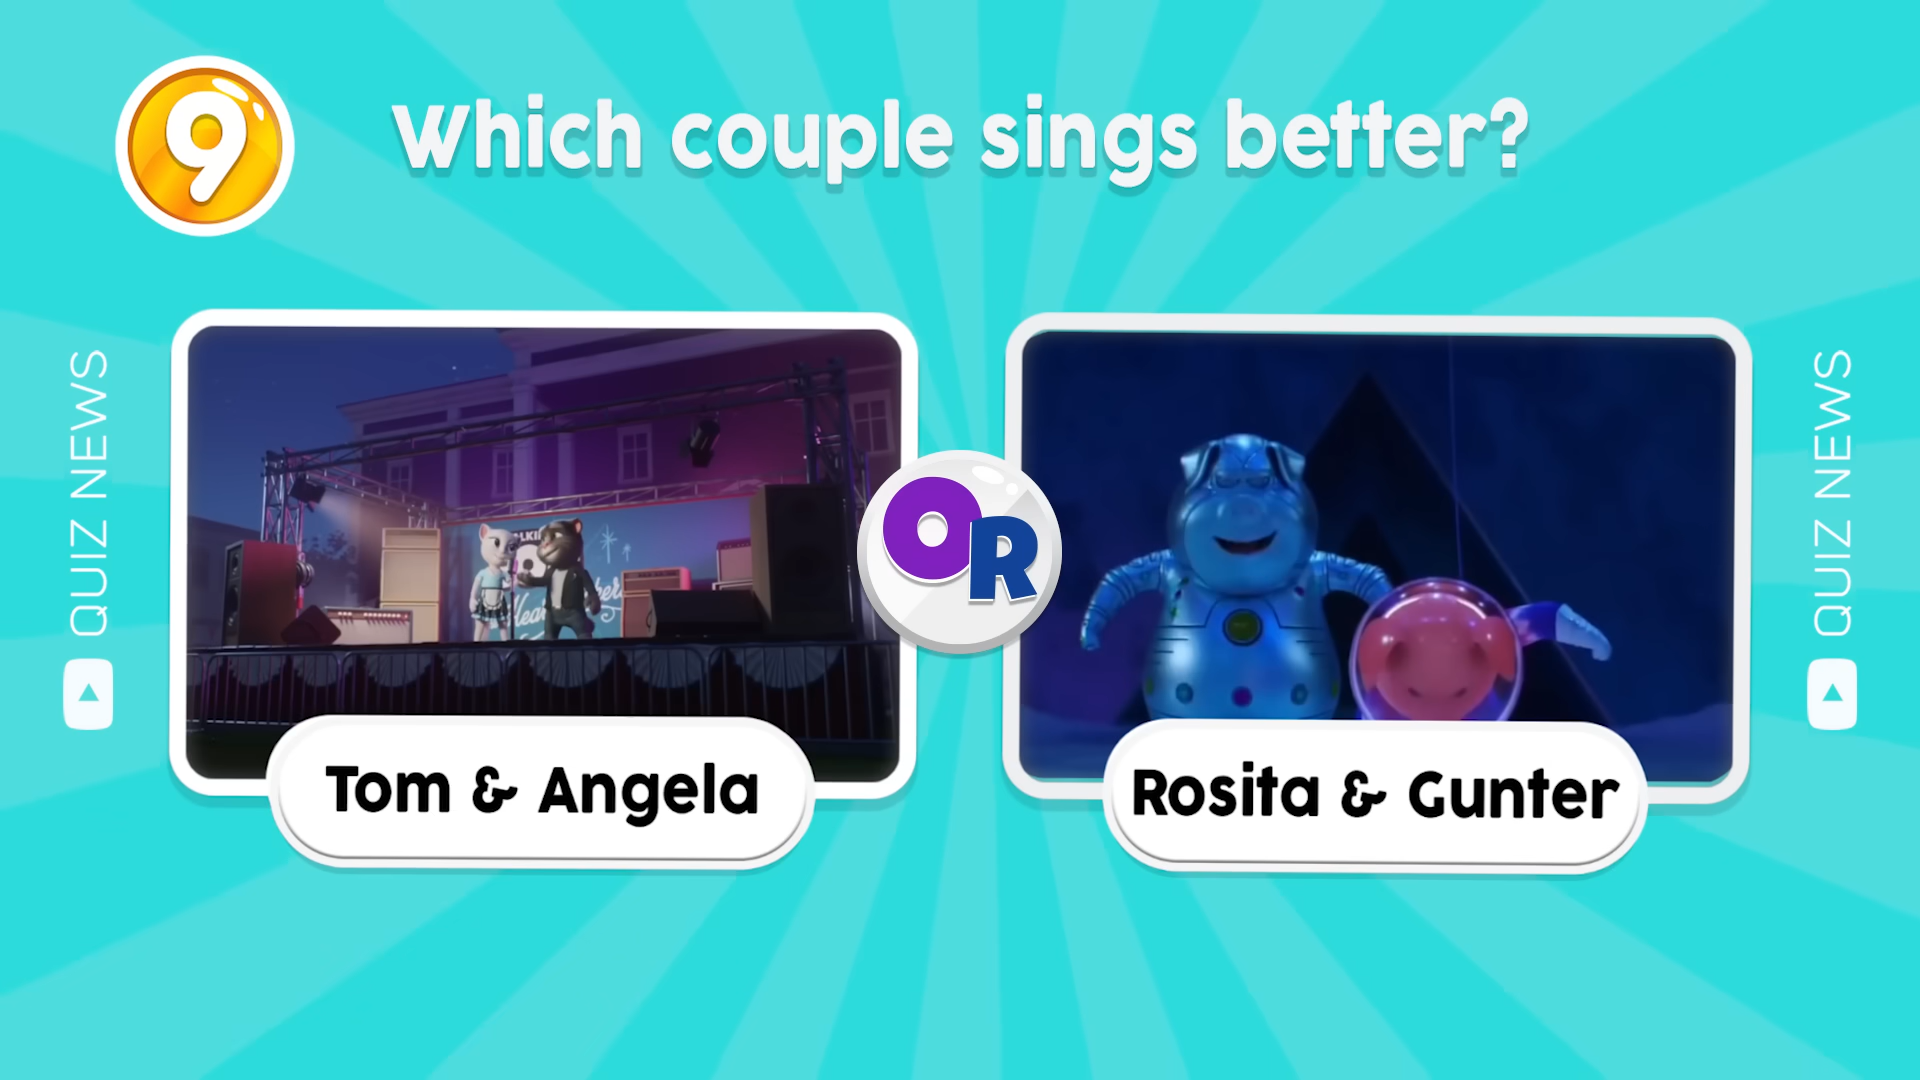 9
Which couple sings better?
QUIZ NEWS
OR
QUIZ NEWS
Tom & Angela
Rosita & Gunter